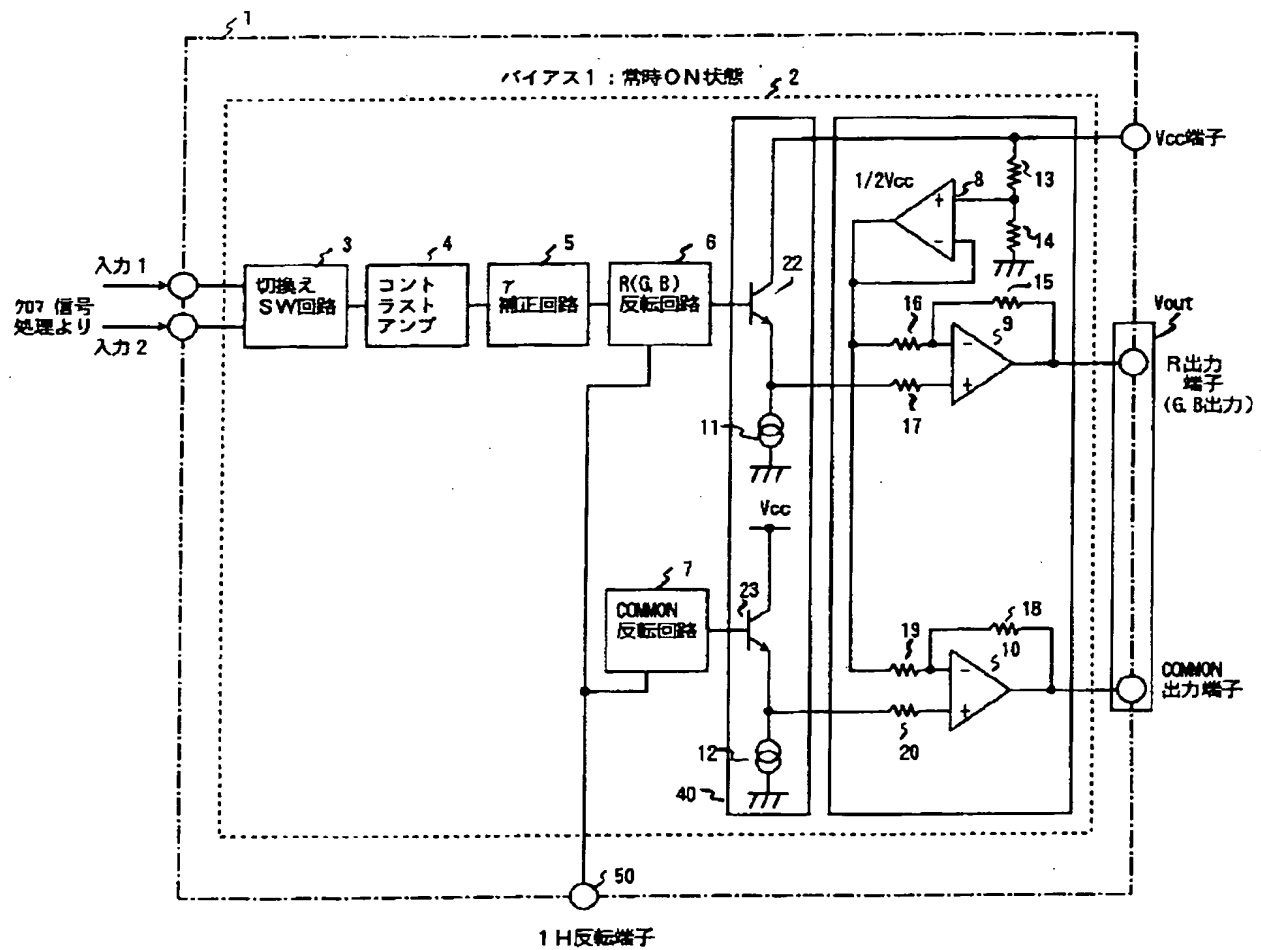 1
バイアス1:常時ON状態
2
Vcc端子
1/2Vcc
8
13
14
3
4
5
6
入力1
切換え
SW回路
コント
ラスト
アンプ
γ
補正回路
R(G,B)
反転回路
22
クロマ信号
処理より
入力2
15
16
9
17
Vout
R出力
端子
(G,B出力)
11
Vcc
7
COMMON
反転回路
23
18
19
10
20
COMMON
出力端子
12
40
50
1H反転端子